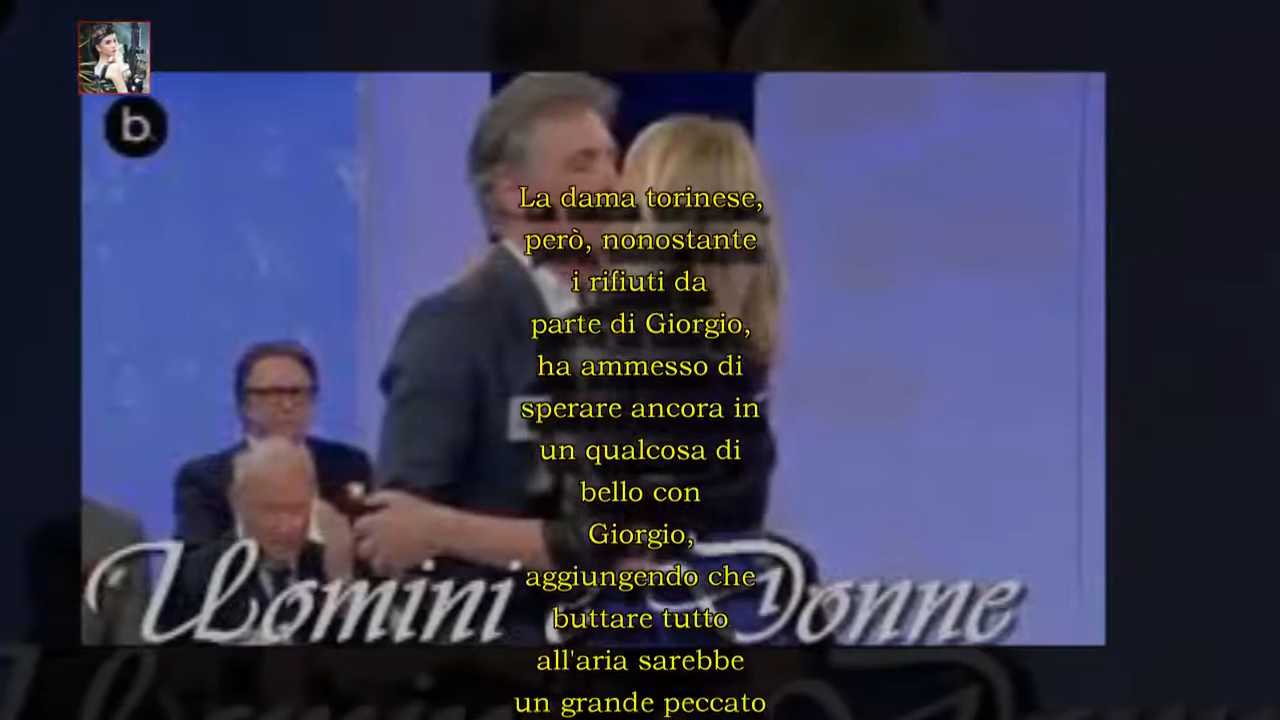 b.
La dama torinese,
però, nonostante
i rifiuti da
parte di Giorgio,
ha ammesso di
sperare ancora in
un qualcosa di
bello con
Giorgio,
aggiungendo che
buttare tutto
all'aria sarebbe
un grande peccato
Uomini Donne